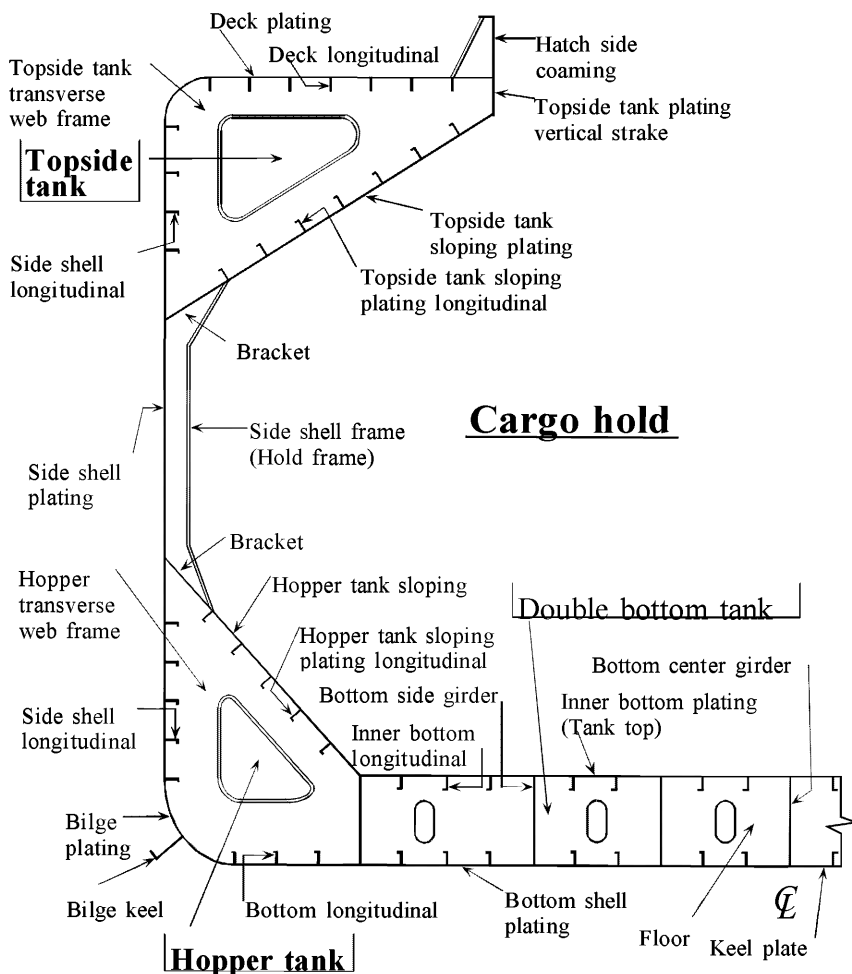 Deck plating
Deck longitudinal
Hatch side
coaming
Topside tank
transverse
web frame
Topside tank plating
vertical strake
Topside
tank
Topside tank
sloping plating
Side shell
longitudinal
Topside tank sloping
plating longitudinal
Bracket
Cargo hold
Side shell frame
(Hold frame)
Side shell
plating
Bracket
Hopper
transverse
web frame
Hopper tank sloping
Double bottom tank
Hopper tank sloping
plating longitudinal
Bottom center girder
Bottom side girder
Inner bottom plating
(Tank top)
Side shell
longitudinal
Inner bottom
longitudinal
Bilge
plating
Bilge keel
Bottom longitudinal
Bottom shell
plating
℄
Floor
Keel plate
Hopper tank